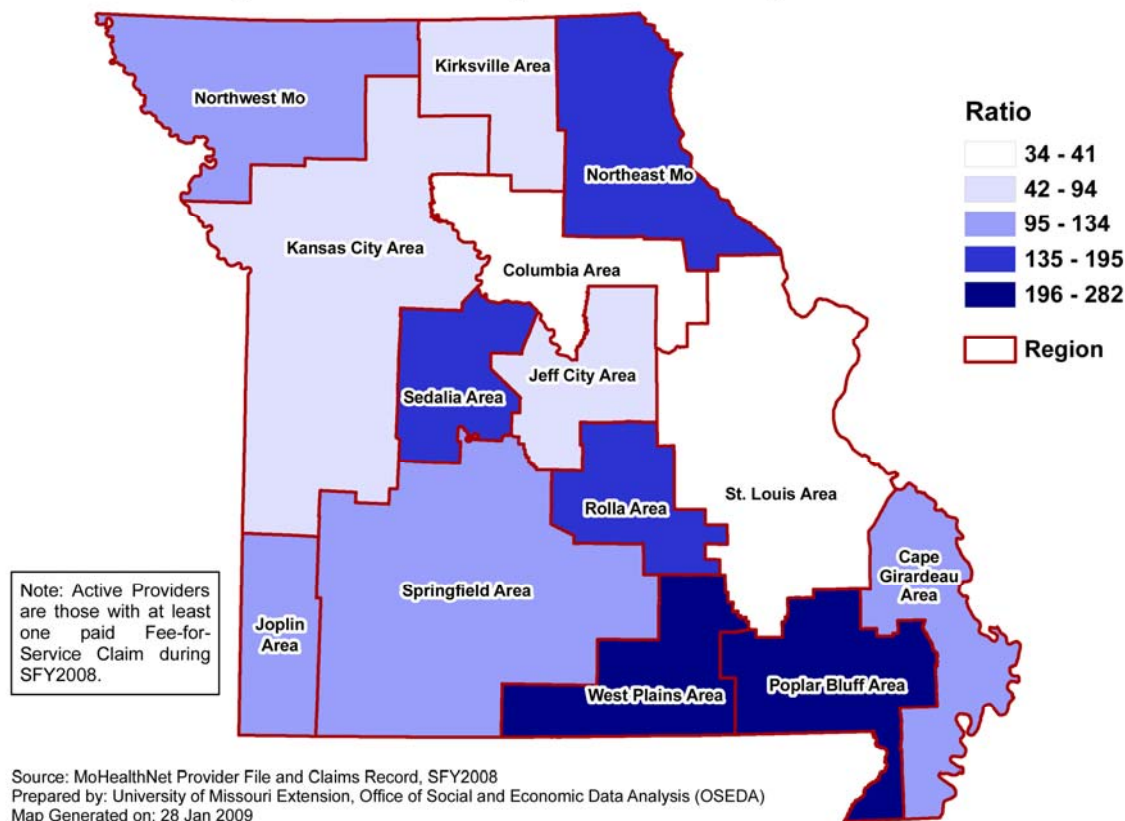 Northwest Mo
Kirksville Area
Northeast Mo
Kansas City Area
Columbia Area
Jeff City Area
Sedalia Area
St. Louis Area
Rolla Area
Cape
Girardeau
Area
Springfield Area
Joplin
Area
West Plains Area
Poplar Bluff Area
Ratio
34 - 41
42 - 94
95 - 134
135 - 195
196 - 282
Region
Note: Active Providers
are those with at least
one paid Fee-for-
Service Claim during
SFY2008.
Source: MoHealthNet Provider File and Claims Record, SFY2008
Prepared by: University of Missouri Extension, Office of Social and Economic Data Analysis (OSEDA)
Map Generated on: 28 Jan 2009